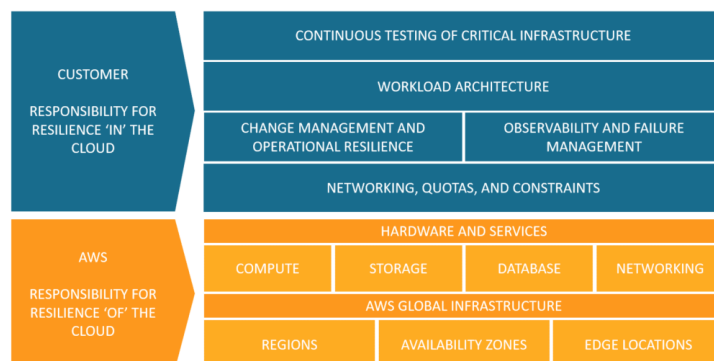 CUSTOMER
RESPONSIBILITY FOR
RESILIENCE ‘IN’ THE
CLOUD
CONTINUOUS TESTING OF CRITICAL INFRASTRUCTURE
WORKLOAD ARCHITECTURE
CHANGE MANAGEMENT AND
OPERATIONAL RESILIENCE
OBSERVABILITY AND FAILURE
MANAGEMENT
NETWORKING, QUOTAS, AND CONSTRAINTS
AWS
RESPONSIBILITY FOR
RESILIENCE ‘OF’ THE
CLOUD
HARDWARE AND SERVICES
COMPUTE
STORAGE
DATABASE
NETWORKING
AWS GLOBAL INFRASTRUCTURE
REGIONS
AVAILABILITY ZONES
EDGE LOCATIONS